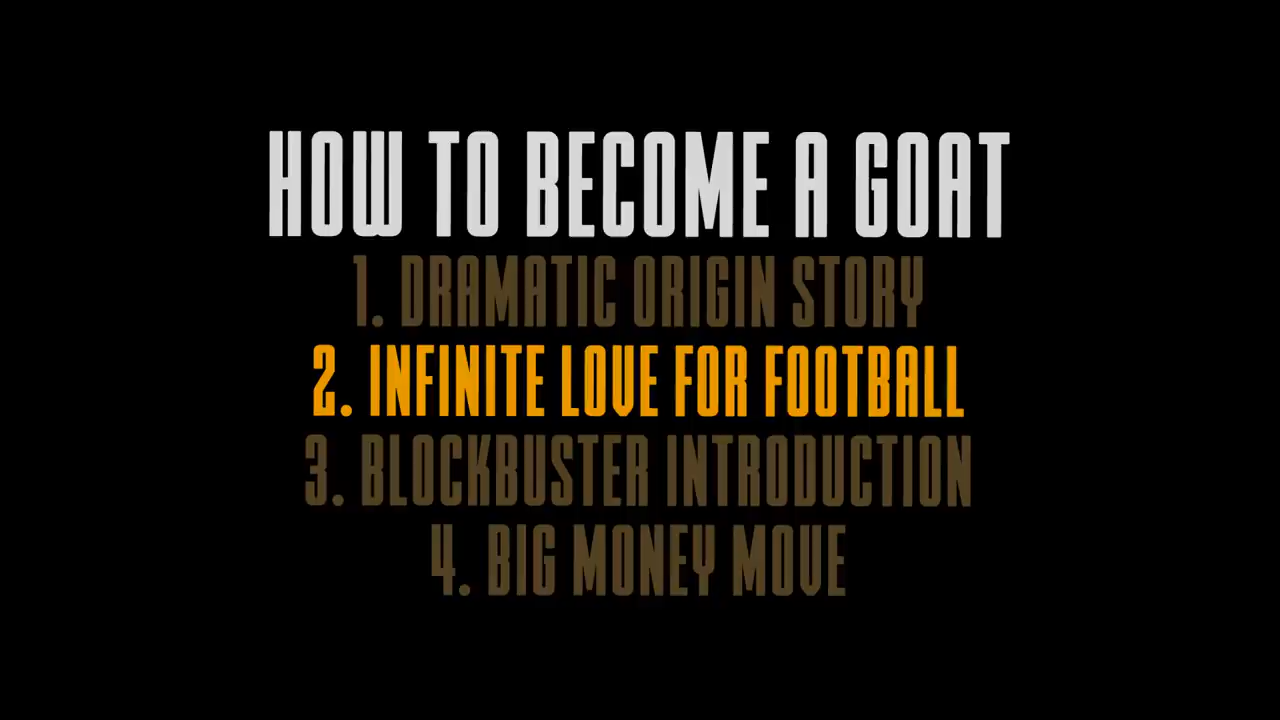 HOW TO BECOME A GOAT
1. DRAMATIC ORIGIN STORY
2. INFINITE LOVE FOR FOOTBALL
3. BLOCKBUSTER INTRODUCTION
4. BIG MONEY MOVE